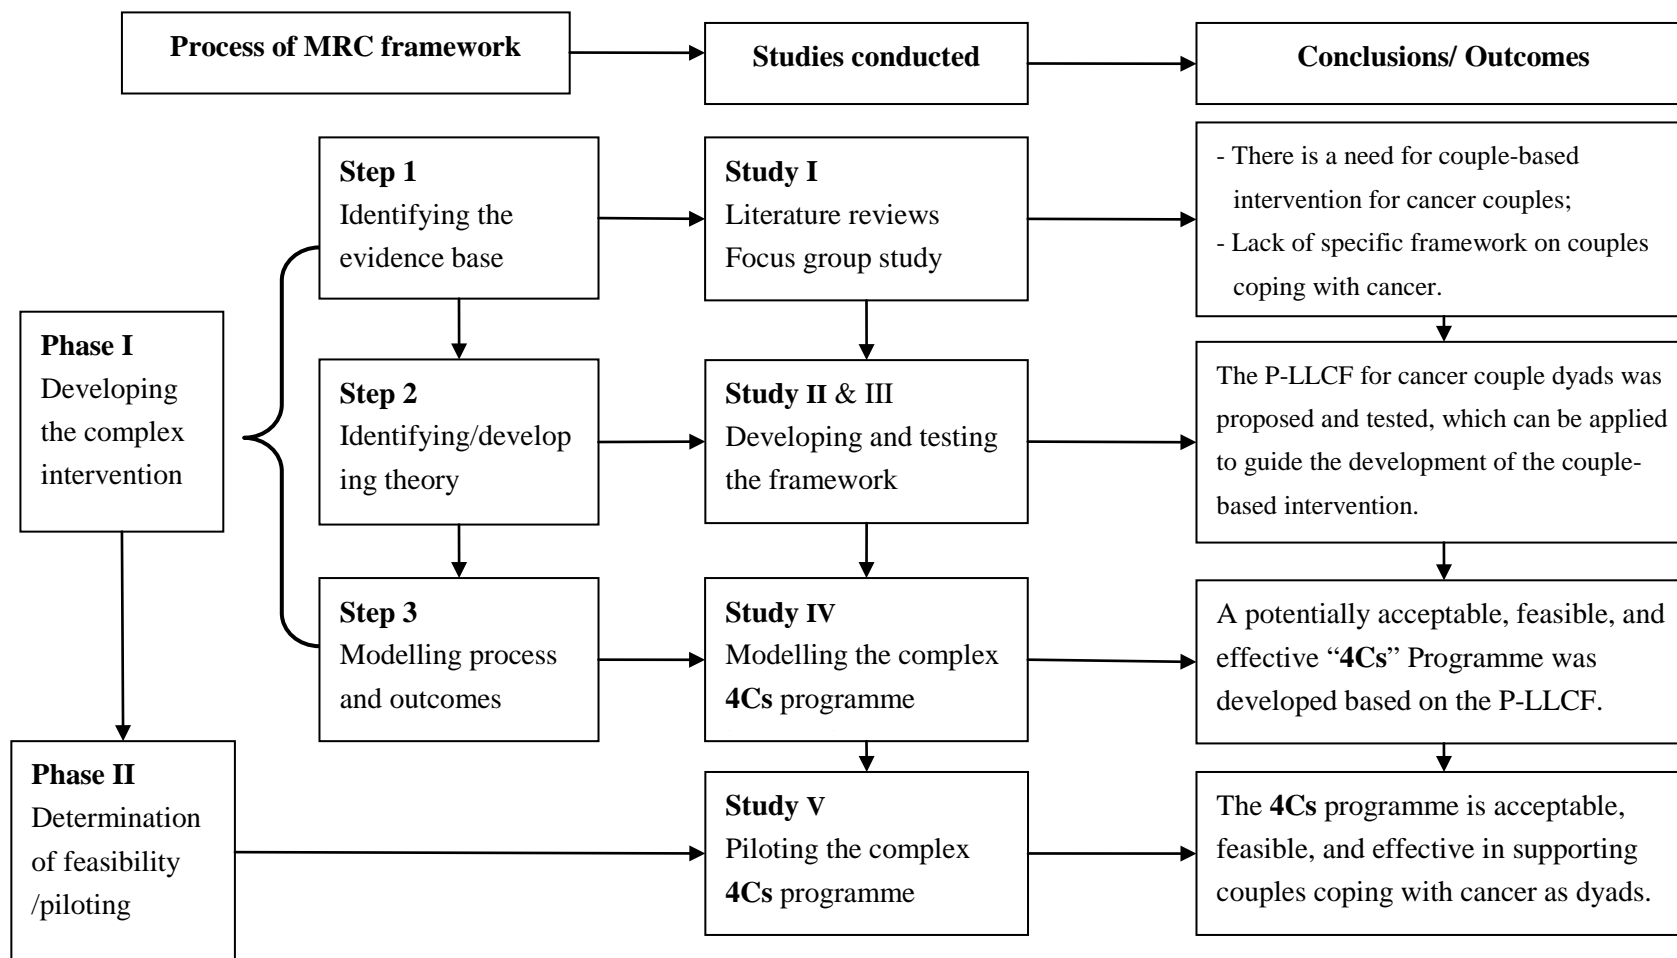 Process of MRC framework
Studies conducted
Conclusions/ Outcomes
Step 1
Identifying the
evidence base
Study I
Literature reviews
Focus group study
- There is a need for couple-based
intervention for cancer couples;
- Lack of specific framework on couples
coping with cancer.
Phase I
Developing
the complex
intervention
Step 2
Identifying/develop
ing theory
Study II & III
Developing and testing
the framework
The P-LLCF for cancer couple dyads was
proposed and tested, which can be applied
to guide the development of the couple-
based intervention.
Step 3
Modelling process
and outcomes
Study IV
Modelling the complex
4Cs programme
A potentially acceptable, feasible, and
effective “4Cs” Programme was
developed based on the P-LLCF.
Phase II
Determination
of feasibility
/piloting
Study V
Piloting the complex
4Cs programme
The 4Cs programme is acceptable,
feasible, and effective in supporting
couples coping with cancer as dyads.